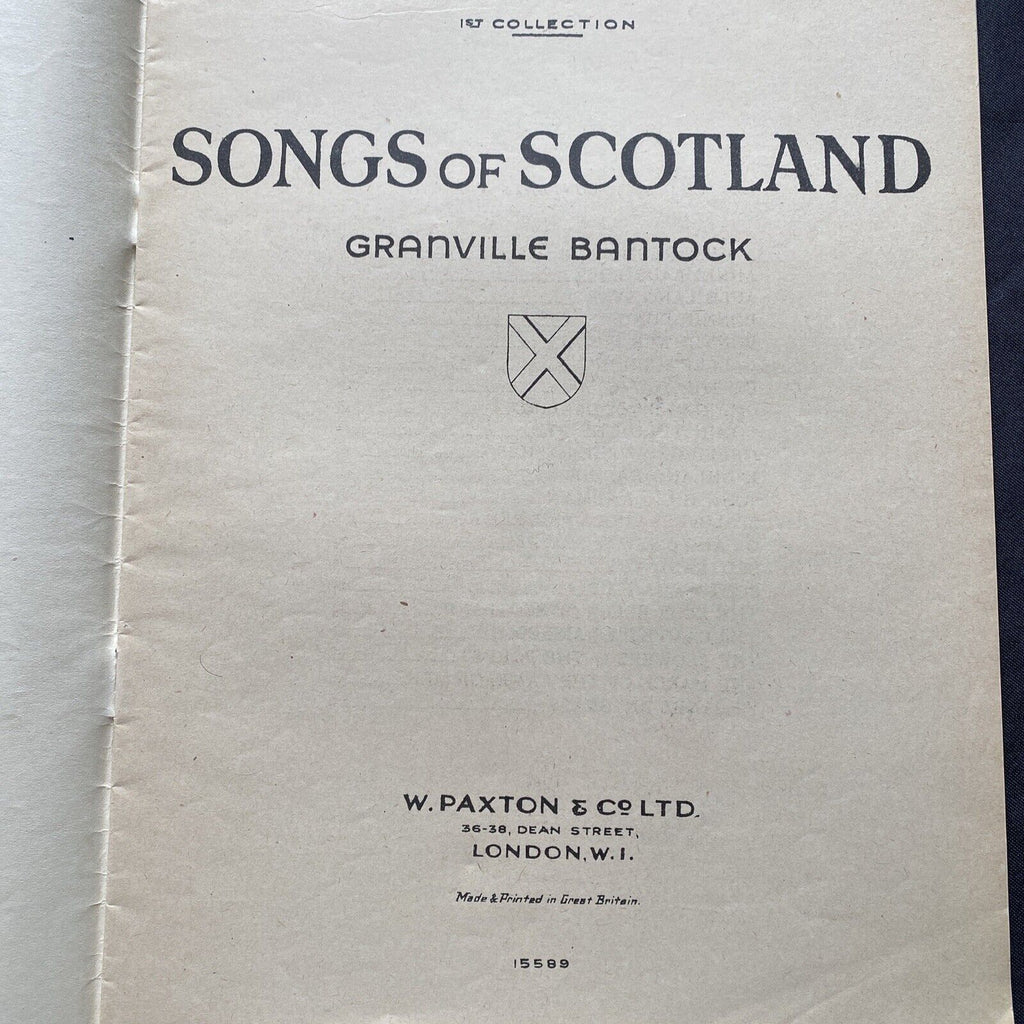 1ST COLLECTION
SONGS OF SCOTLAND
GRANVILLE BANTOCK
W. PAXTON & CO LTD.
36-38, DEAN STREET,
LONDON, W.1.
Made & Printed in Great Britain.
15589